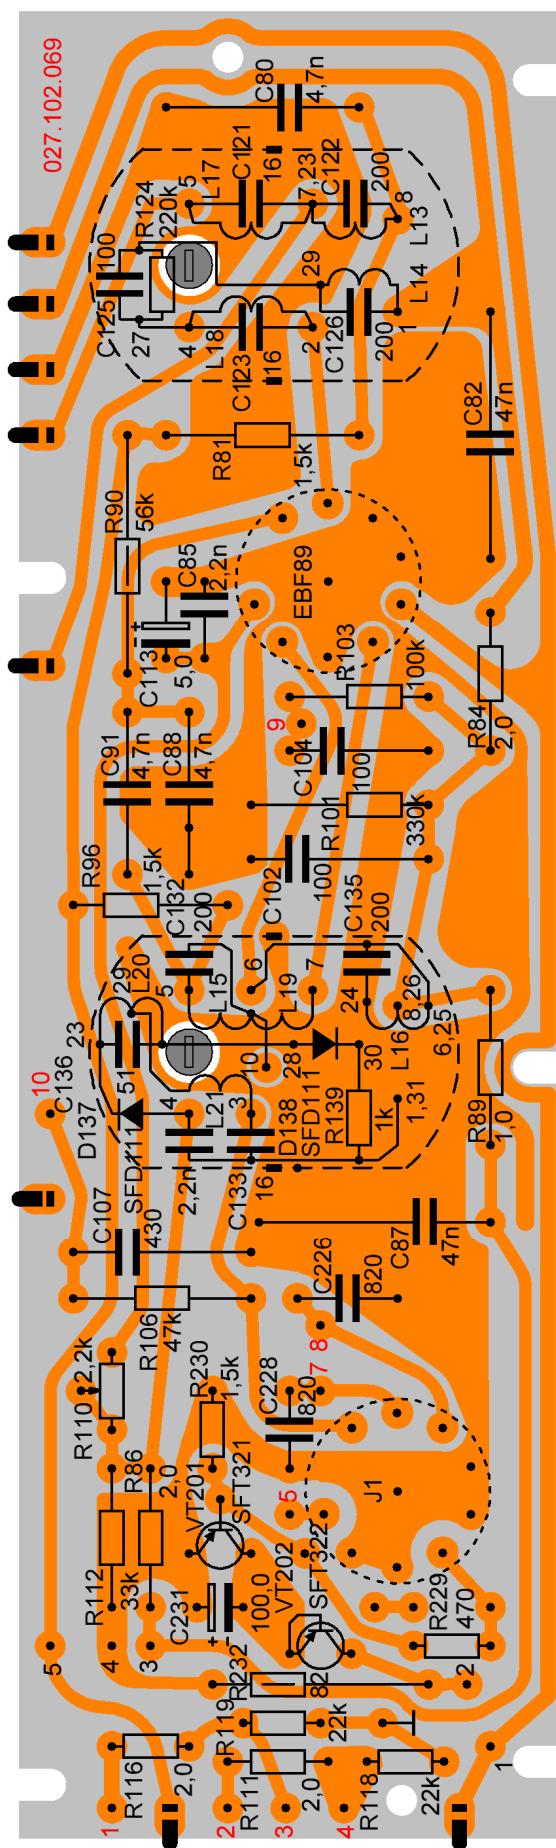 027.102.069
C80
4,7n
L17
C121
16
5
R124
220k
100
C125
7,23
C122
200
8
L13
29
L14
27
4
L18
C123
16
2
C126
200
1
C82
47n
R81
1,5k
R90
56k
C85
2,2n
EBF89
+
C113
5,0
R103
100k
9
R84
2,0
C91
4,7n
C88
4,7n
C104
100
R101
330k
R96
1,5k
C132
200
C102
100
C135
200
29
L20
5
L15
6
L19
7
24
8,26
6,25
L16
23
10
C136
51
10
28
30
D137
SFD111
4
L21
3
D138
SFD111
R139
1k
1,31
R89
1,0
2,2n
C133
16
C107
430
C87
47n
C226
820
R106
47k
8
2,2k
R110
R230
1,5k
C228
820
7
R86
2,0
VT201
SFT321
5
J1
R112
33k
C231
+
-
100,0
VT202
SFT322
R229
470
5
4
3
R232
82
2
R119
22k
R116
2,0
R111
2,0
R118
22k
1
1
2
3
4